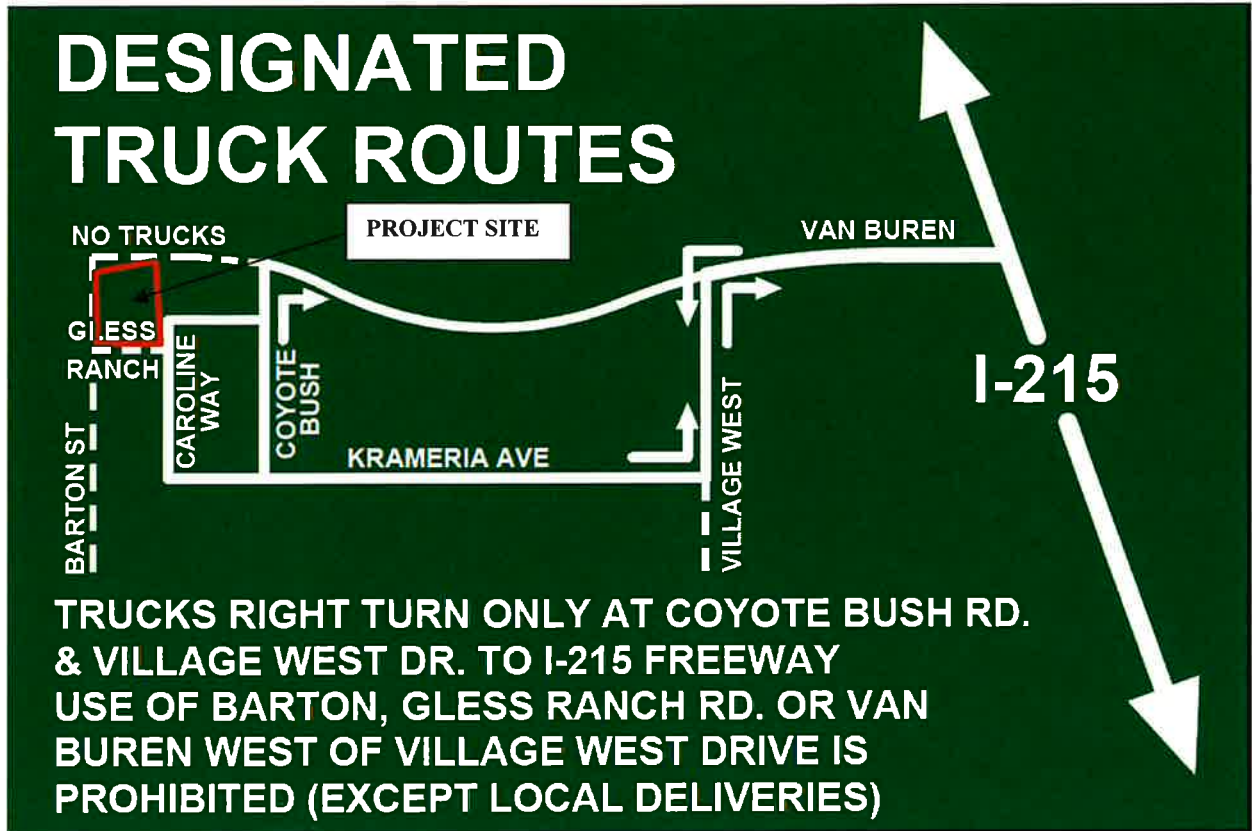 DESIGNATED
TRUCK ROUTES
NO TRUCKS
PROJECT SITE
VAN BUREN
GLESS
RANCH
CAROLINE
WAY
COYOTE
BUSH
I-215
BARTON ST
KRAMERIA AVE
VILLAGE WEST
TRUCKS RIGHT TURN ONLY AT COYOTE BUSH RD.
& VILLAGE WEST DR. TO I-215 FREEWAY
USE OF BARTON, GLESS RANCH RD. OR VAN
BUREN WEST OF VILLAGE WEST DRIVE IS
PROHIBITED (EXCEPT LOCAL DELIVERIES)